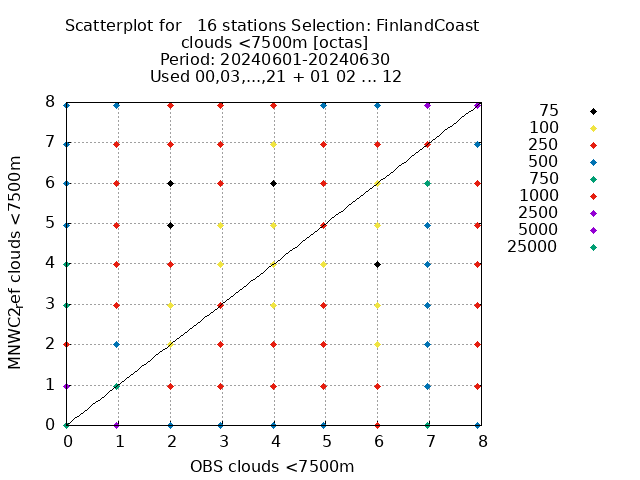 Scatterplot for   16 stations Selection: FinlandCoast
clouds <7500m [octas]
Period: 20240601-20240630
Used 00,03,...,21 + 01 02 ... 12
MNWC2ref clouds <7500m
8
7
6
5
4
3
2
1
0
0 1 2 3 4 5 6 7 8
OBS clouds <7500m
75
100
250
500
750
1000
2500
5000
25000